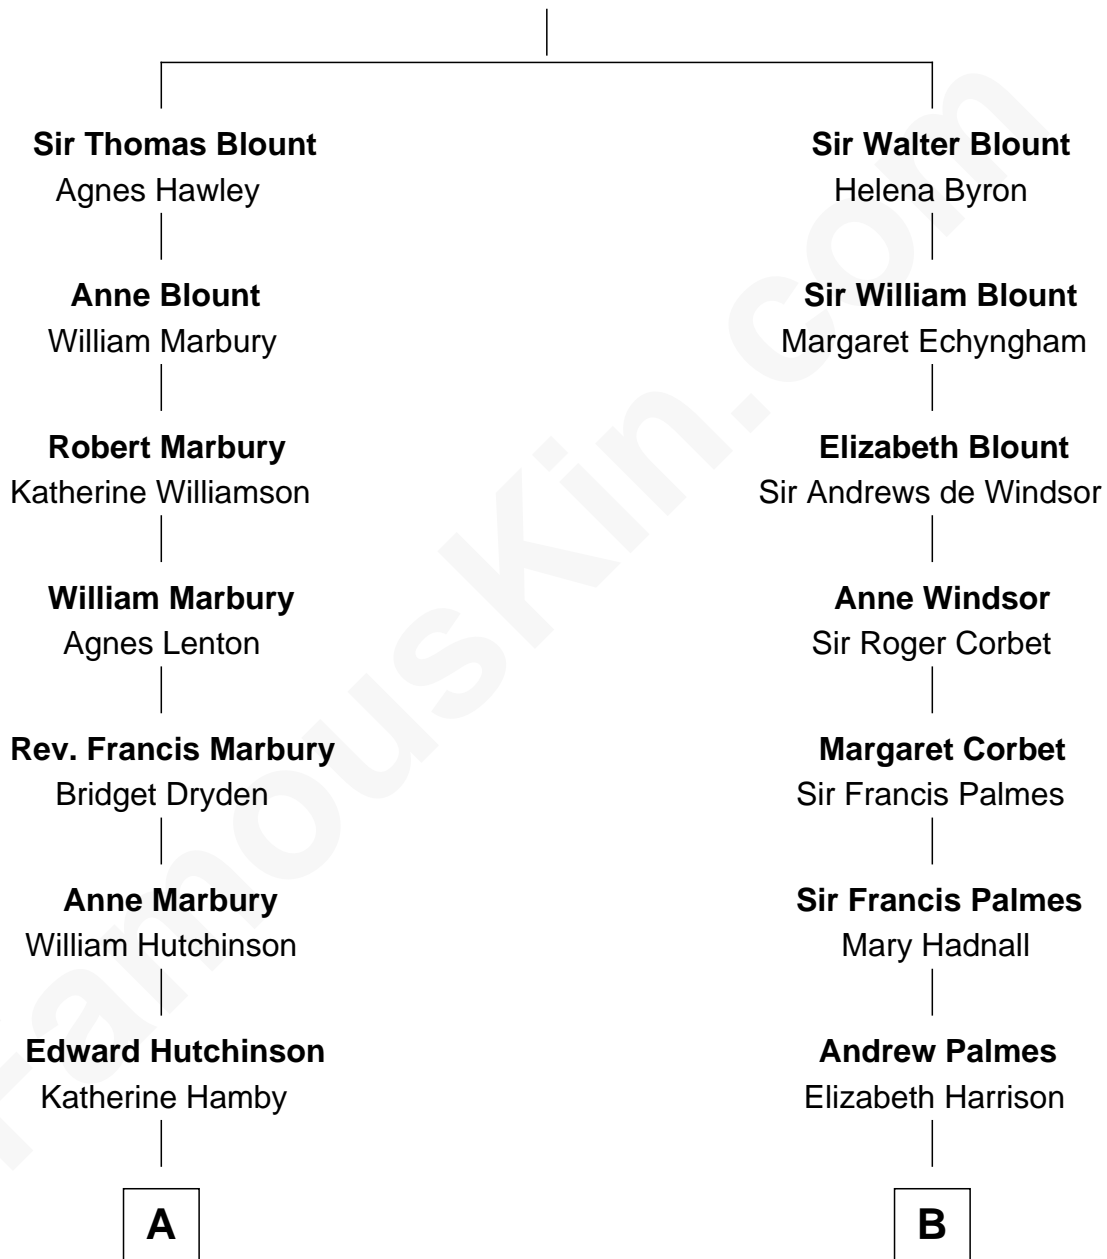 Sir Thomas Blount
Agnes Hawley
Anne Blount
William Marbury
Robert Marbury
Katherine Williamson
William Marbury
Agnes Lenton
Rev. Francis Marbury
Bridget Dryden
Anne Marbury
William Hutchinson
Edward Hutchinson
Katherine Hamby
A
Sir Walter Blount
Helena Byron
Sir William Blount
Margaret Echyngham
Elizabeth Blount
Sir Andrews de Windsor
Anne Windsor
Sir Roger Corbet
Margaret Corbet
Sir Francis Palmes
Sir Francis Palmes
Mary Hadnall
Andrew Palmes
Elizabeth Harrison
B
FamousKin.com